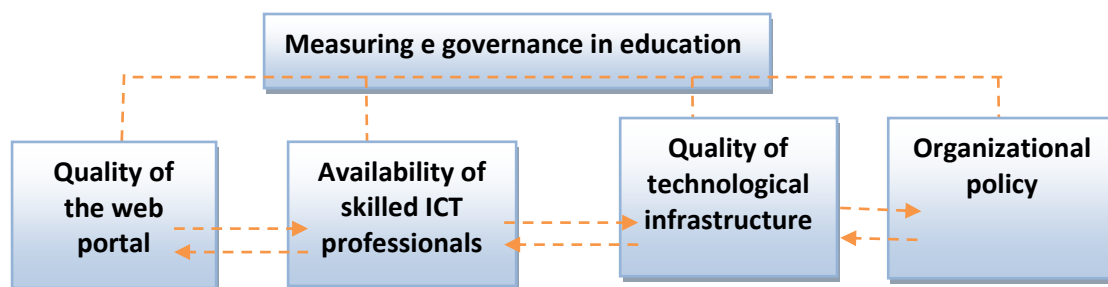 Measuring e governance in education
Quality of
the web
portal
Availability of
skilled ICT
professionals
Quality of
technological
infrastructure
Organizational
policy